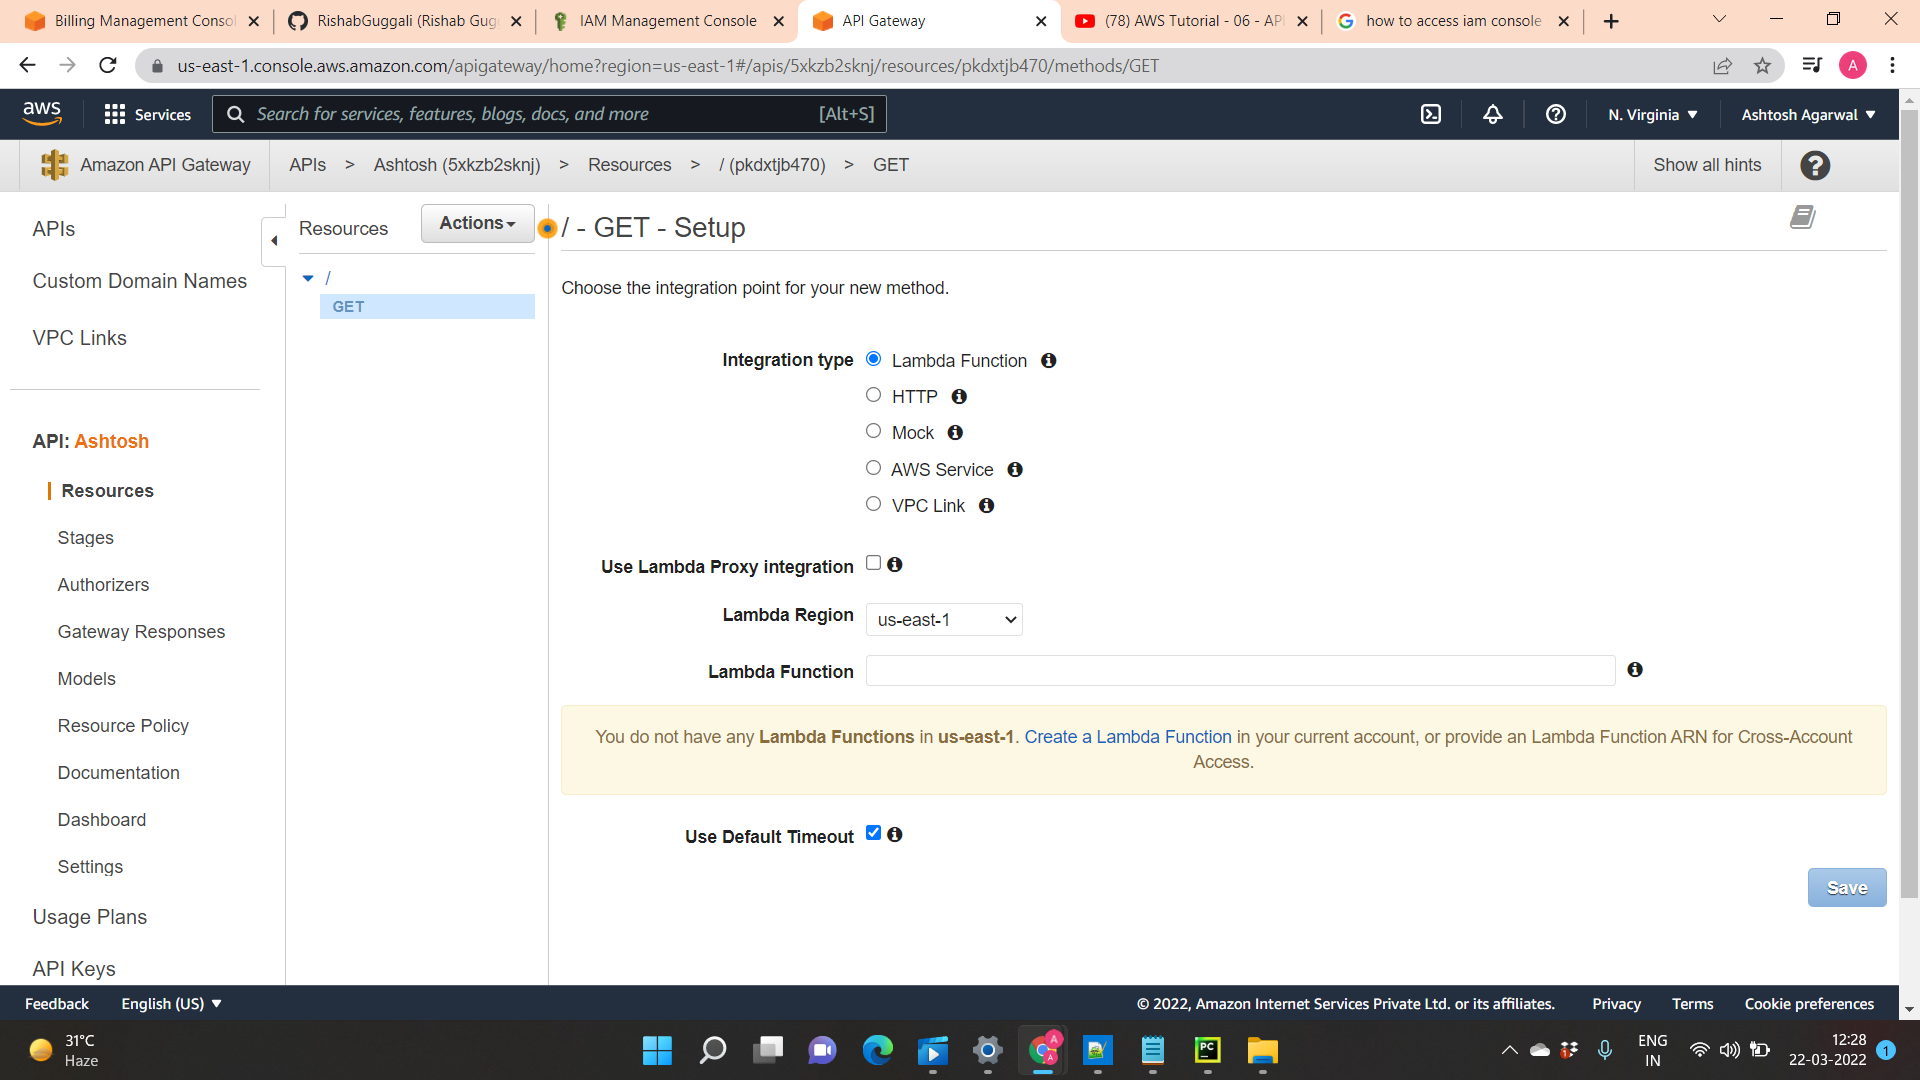 Billing Management Consol
RishabGuggali (Rishab Gugg
IAM Management Console
API Gateway
(78) AWS Tutorial - 06 - API
how to access iam console
us-east-1.console.aws.amazon.com/apigateway/home?region=us-east-1#/apis/5xkzb2sknj/resources/pkdxtjb470/methods/GET
A
aws
Services
Search for services, features, blogs, docs, and more
[Alt+S]
N. Virginia
Ashtosh Agarwal
Amazon API Gateway
APIs > Ashtosh (5xkzb2sknj) > Resources > / (pkdxtjb470) > GET
Show all hints
APIs
Custom Domain Names
VPC Links
API: Ashtosh
Resources
Stages
Authorizers
Gateway Responses
Models
Resource Policy
Documentation
Dashboard
Settings
Usage Plans
API Keys
Resources
Actions
/
GET
/ - GET - Setup
Choose the integration point for your new method.
Integration type
Lambda Function
HTTP
Mock
AWS Service
VPC Link
Use Lambda Proxy integration
Lambda Region
us-east-1
Lambda Function
You do not have any Lambda Functions in us-east-1. Create a Lambda Function in your current account, or provide an Lambda Function ARN for Cross-Account
Access.
Use Default Timeout
Save
Feedback
English (US)
© 2022, Amazon Internet Services Private Ltd. or its affiliates.
Privacy
Terms
Cookie preferences
31°C
Haze
ENG
IN
12:28
22-03-2022
1